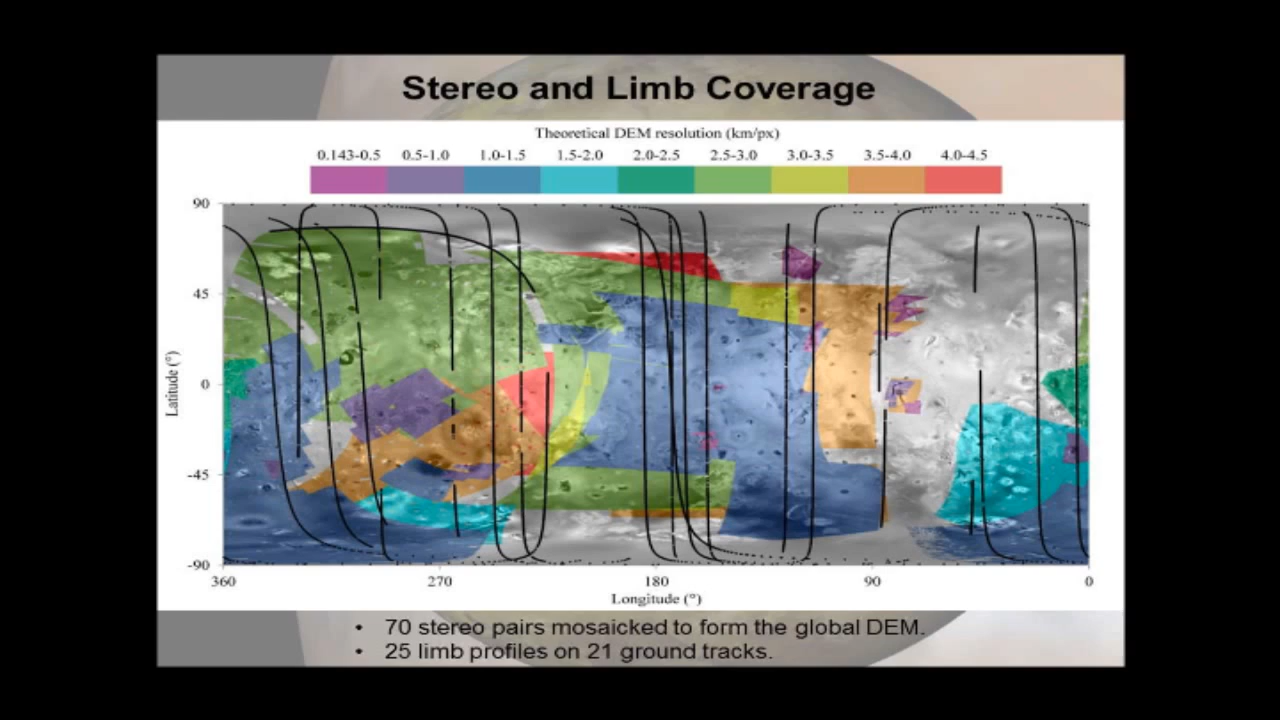 Stereo and Limb Coverage
Theoretical DEM resolution (km/px)
0.143-0.5 0.5-1.0 1.0-1.5 1.5-2.0 2.0-2.5 2.5-3.0 3.0-3.5 3.5-4.0 4.0-4.5
90
45
0
-45
-90
Latitude (°)
360 270 180 90 0
Longitude (°)
• 70 stereo pairs mosaicked to form the global DEM.
• 25 limb profiles on 21 ground tracks.